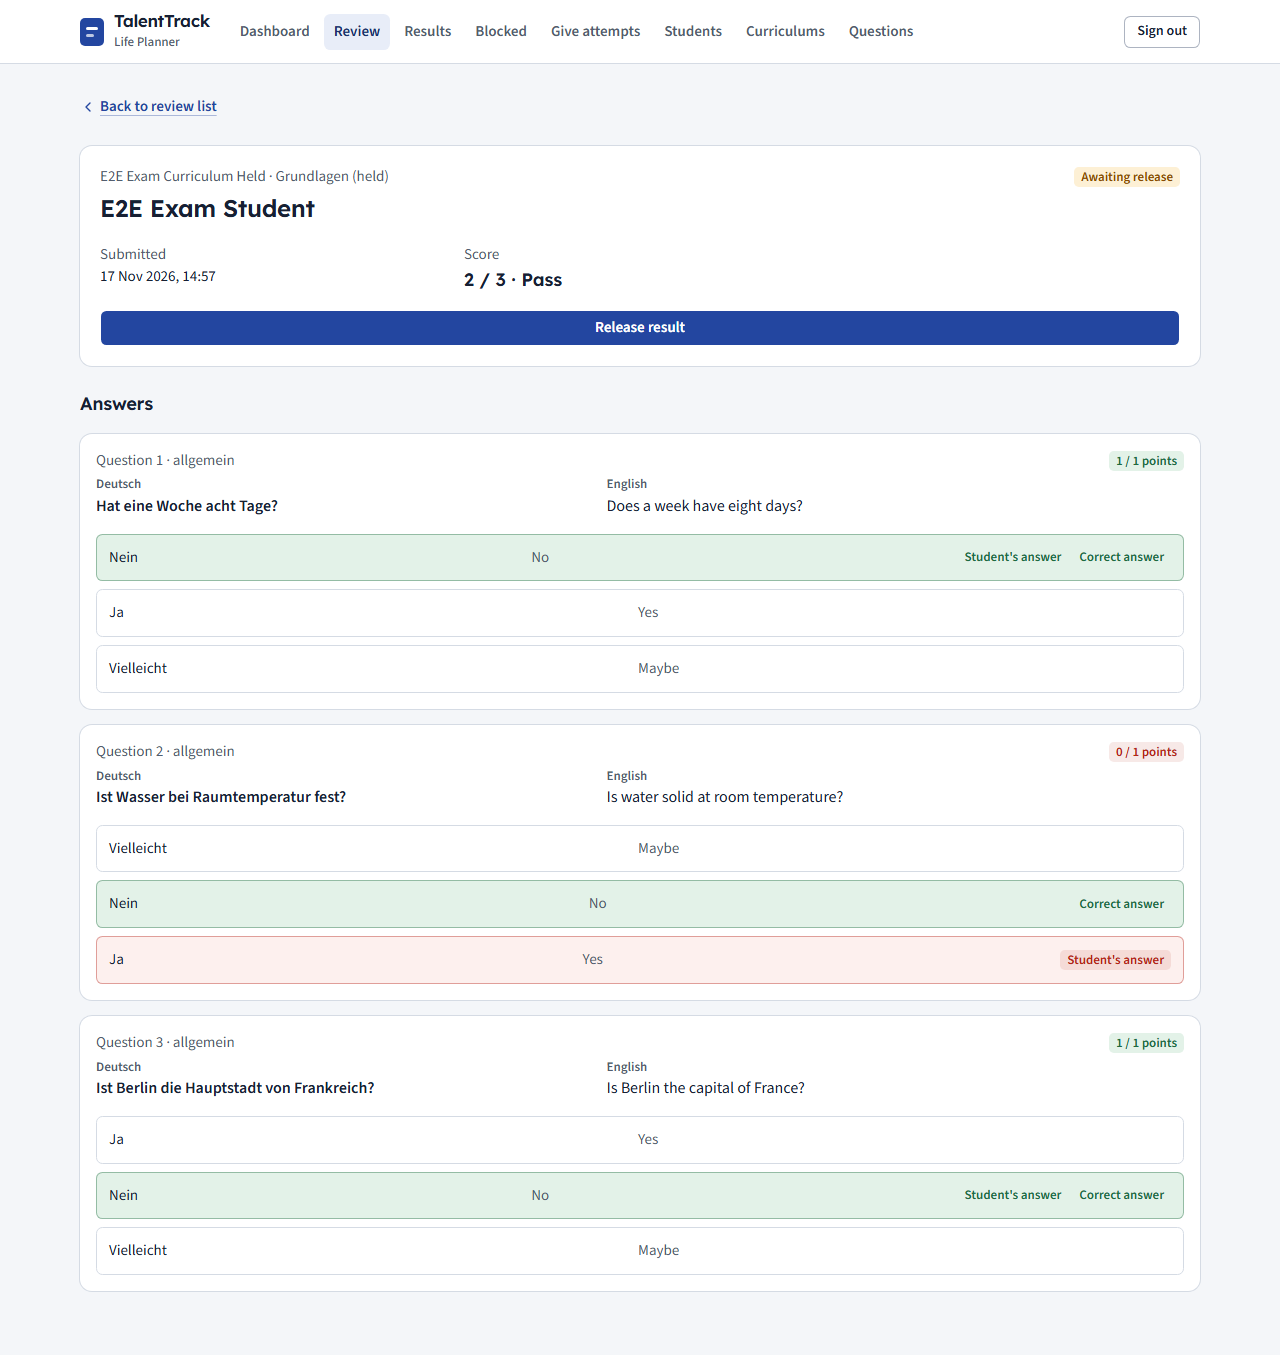 TalentTrack
Life Planner
Dashboard Review Results Blocked Give attempts Students Curriculums Questions
Sign out
Back to review list
E2E Exam Curriculum Held · Grundlagen (held)
Awaiting release
E2E Exam Student
Submitted
17 Nov 2026, 14:57
Score
2 / 3 · Pass
Release result
Answers
Question 1 · allgemein
1 / 1 points
Deutsch
Hat eine Woche acht Tage?
English
Does a week have eight days?
Nein No Student's answer Correct answer
Ja Yes
Vielleicht Maybe
Question 2 · allgemein
0 / 1 points
Deutsch
Ist Wasser bei Raumtemperatur fest?
English
Is water solid at room temperature?
Vielleicht Maybe
Nein No Correct answer
Ja Yes Student's answer
Question 3 · allgemein
1 / 1 points
Deutsch
Ist Berlin die Hauptstadt von Frankreich?
English
Is Berlin the capital of France?
Ja Yes
Nein No Student's answer Correct answer
Vielleicht Maybe